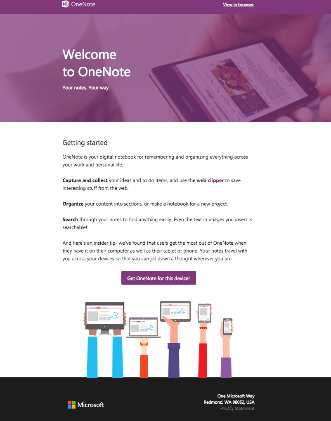 OneNote
View in browser
Welcome
to OneNote
Your notes. Your way.
Getting started
OneNote is your digital notebook for remembering and organizing everything across
your work and personal life.
Capture and collect your ideas and to do items, and use the web clipper to save
interesting stuff from the web.
Organize your content into sections, or make a notebook for a new project.
Search through your notes to find anything easily. Even the text in images you insert is
searchable!
And here's an insider tip- we've found that users get the most out of OneNote when
they have it on their computer as well as their tablet or phone. Your notes travel with
you across your devices so that you can jot down a thought wherever you are.
Get OneNote for this device!
Microsoft
One Microsoft Way
Redmond, WA 98052, USA
Privacy Statement